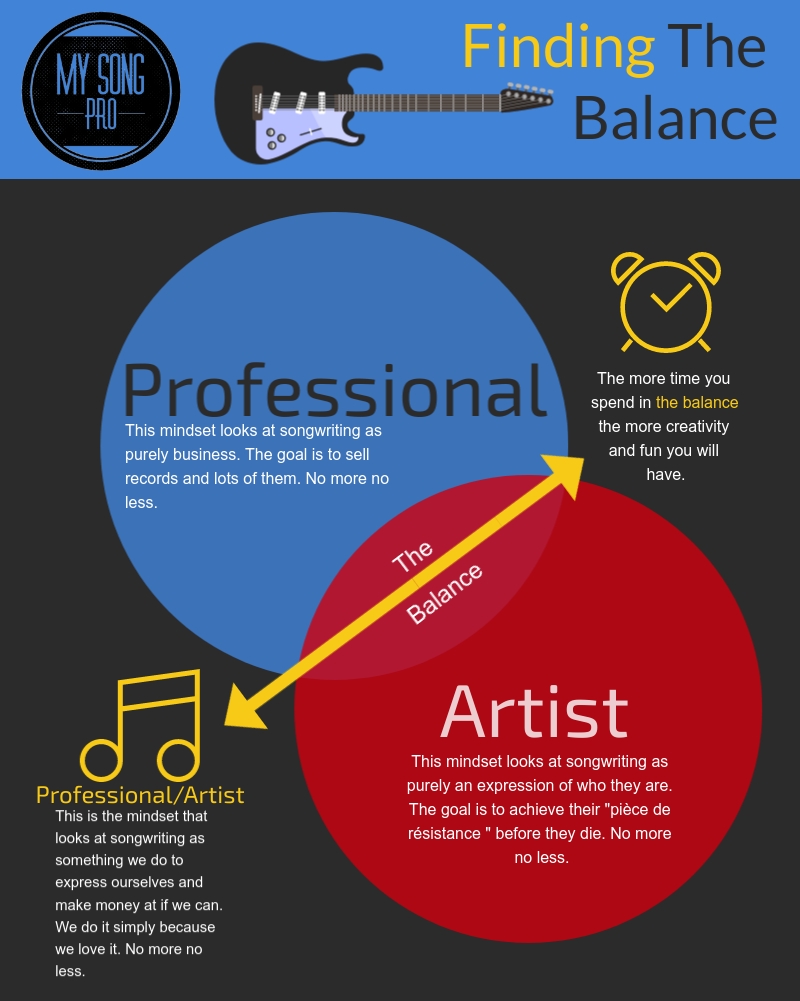 MY SONG
PRO
Finding The
Balance
Professional
This mindset looks at songwriting as
purely business. The goal is to sell
records and lots of them. No more no
less.
The more time you
spend in the balance
the more creativity
and fun you will
have.
The
Balance
Artist
This mindset looks at songwriting as
purely an expression of who they are.
The goal is to achieve their "pièce de
résistance " before they die. No more
no less.
Professional/Artist
This is the mindset that
looks at songwriting as
something we do to
express ourselves and
make money at if we can.
We do it simply because
we love it. No more no
less.